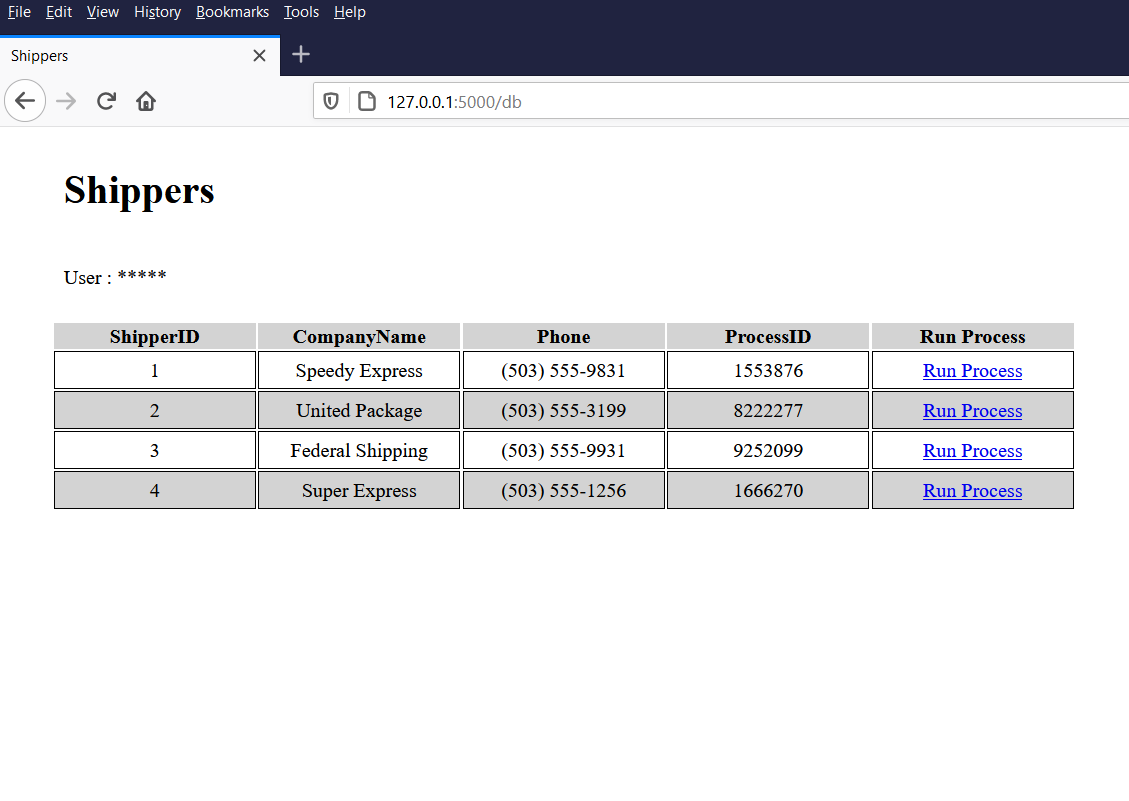 File Edit View History Bookmarks Tools Help
Shippers
127.0.0.1:5000/db
Shippers
User : *****
ShipperID CompanyName Phone ProcessID Run Process
1 Speedy Express (503) 555-9831 1553876 Run Process
2 United Package (503) 555-3199 8222277 Run Process
3 Federal Shipping (503) 555-9931 9252099 Run Process
4 Super Express (503) 555-1256 1666270 Run Process